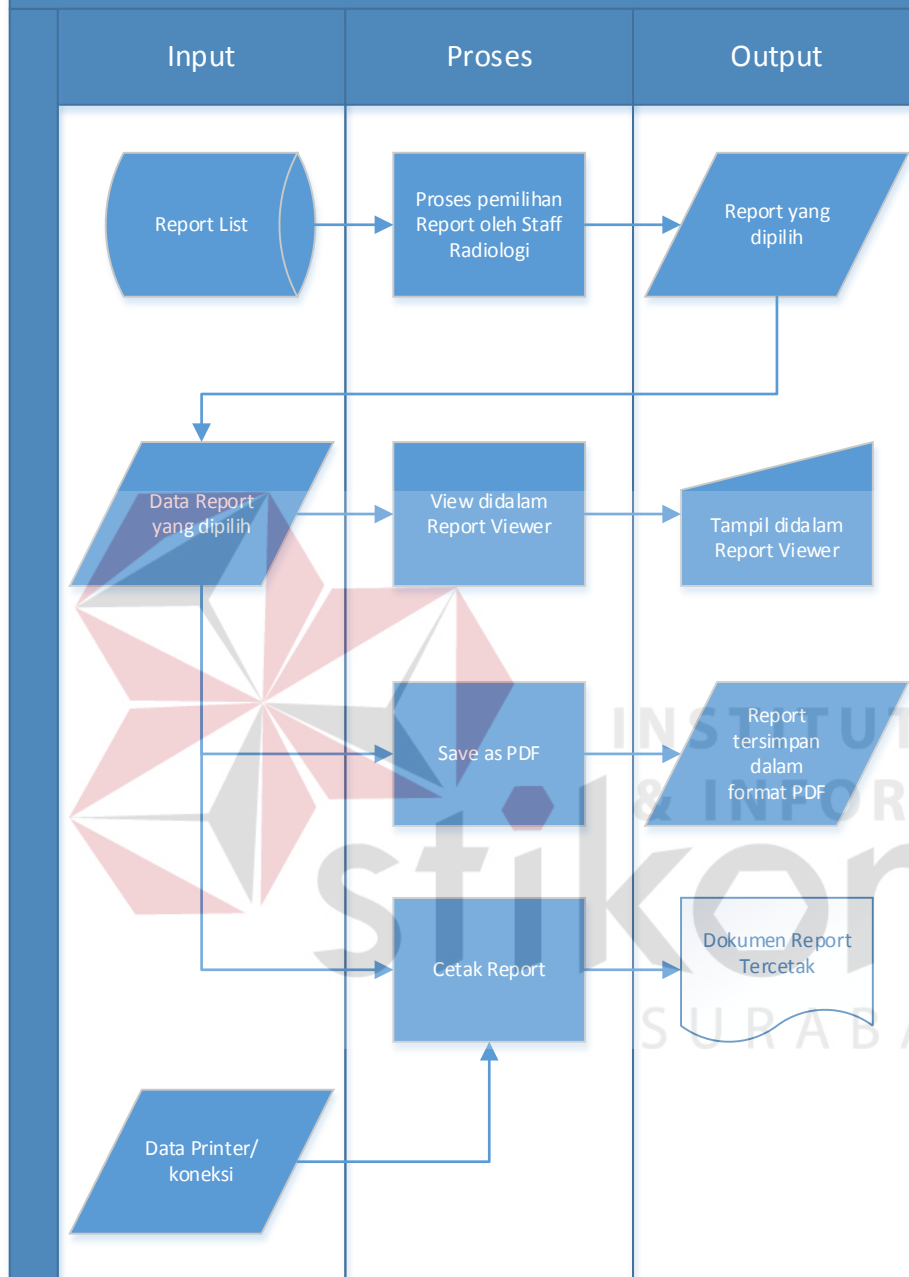 Input
Proses
Output
Report List
Proses pemilihan
Report oleh Staff
Radiologi
Report yang
dipilih
Data Report
yang dipilih
View didalam
Report Viewer
Tampil didalam
Report Viewer
Save as PDF
Report
tersimpan
dalam
format PDF
Cetak Report
Dokumen Report
Tercetak
Data Printer/
koneksi
INSTITUT
& INFOR
stikor
SURABA